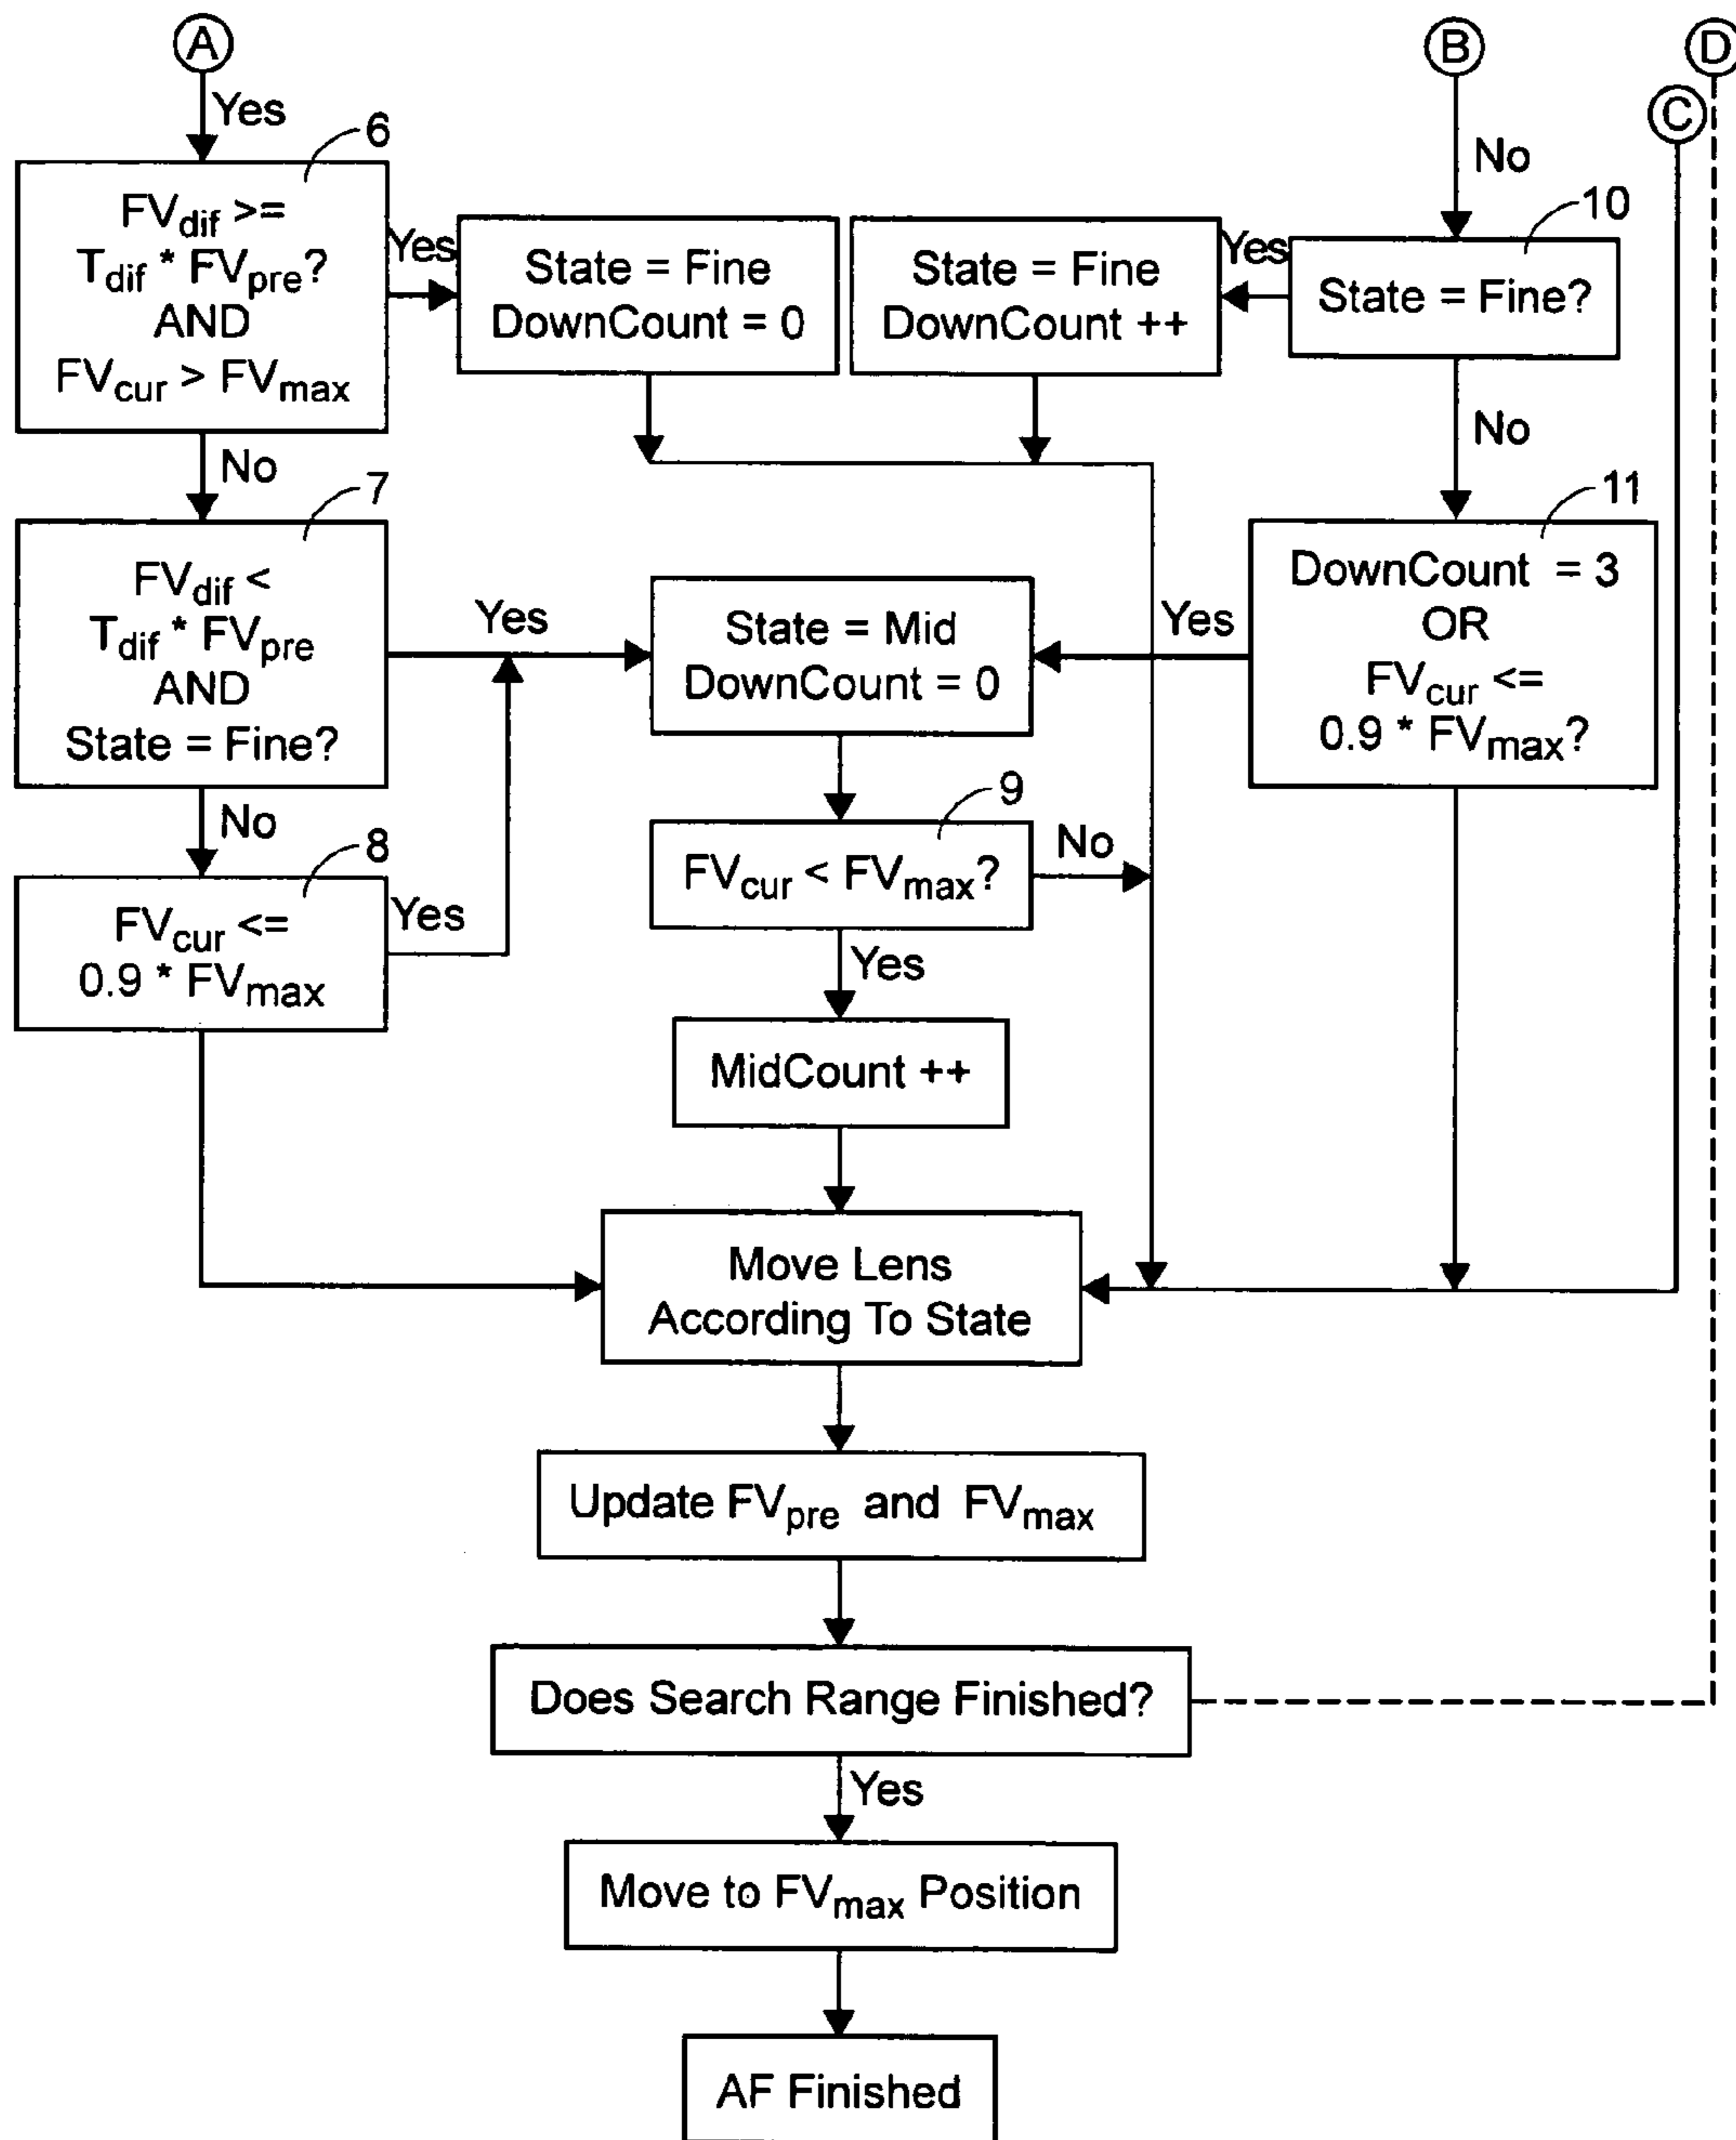 A
B
D
C
Yes
No
6
FVdif >=
Tdif * FVpre?
AND
FVcur > FVmax
Yes
State = Fine
DownCount = 0
State = Fine
DownCount ++
Yes
10
State = Fine?
No
No
7
FVdif <
Tdif * FVpre
AND
State = Fine?
Yes
State = Mid
DownCount = 0
Yes
11
DownCount = 3
OR
FVcur <=
0.9 * FVmax?
No
8
FVcur <=
0.9 * FVmax
Yes
9
FVcur < FVmax?
No
Yes
MidCount ++
Move Lens
According To State
Update FVpre and FVmax
Does Search Range Finished?
Yes
Move to FVmax Position
AF Finished